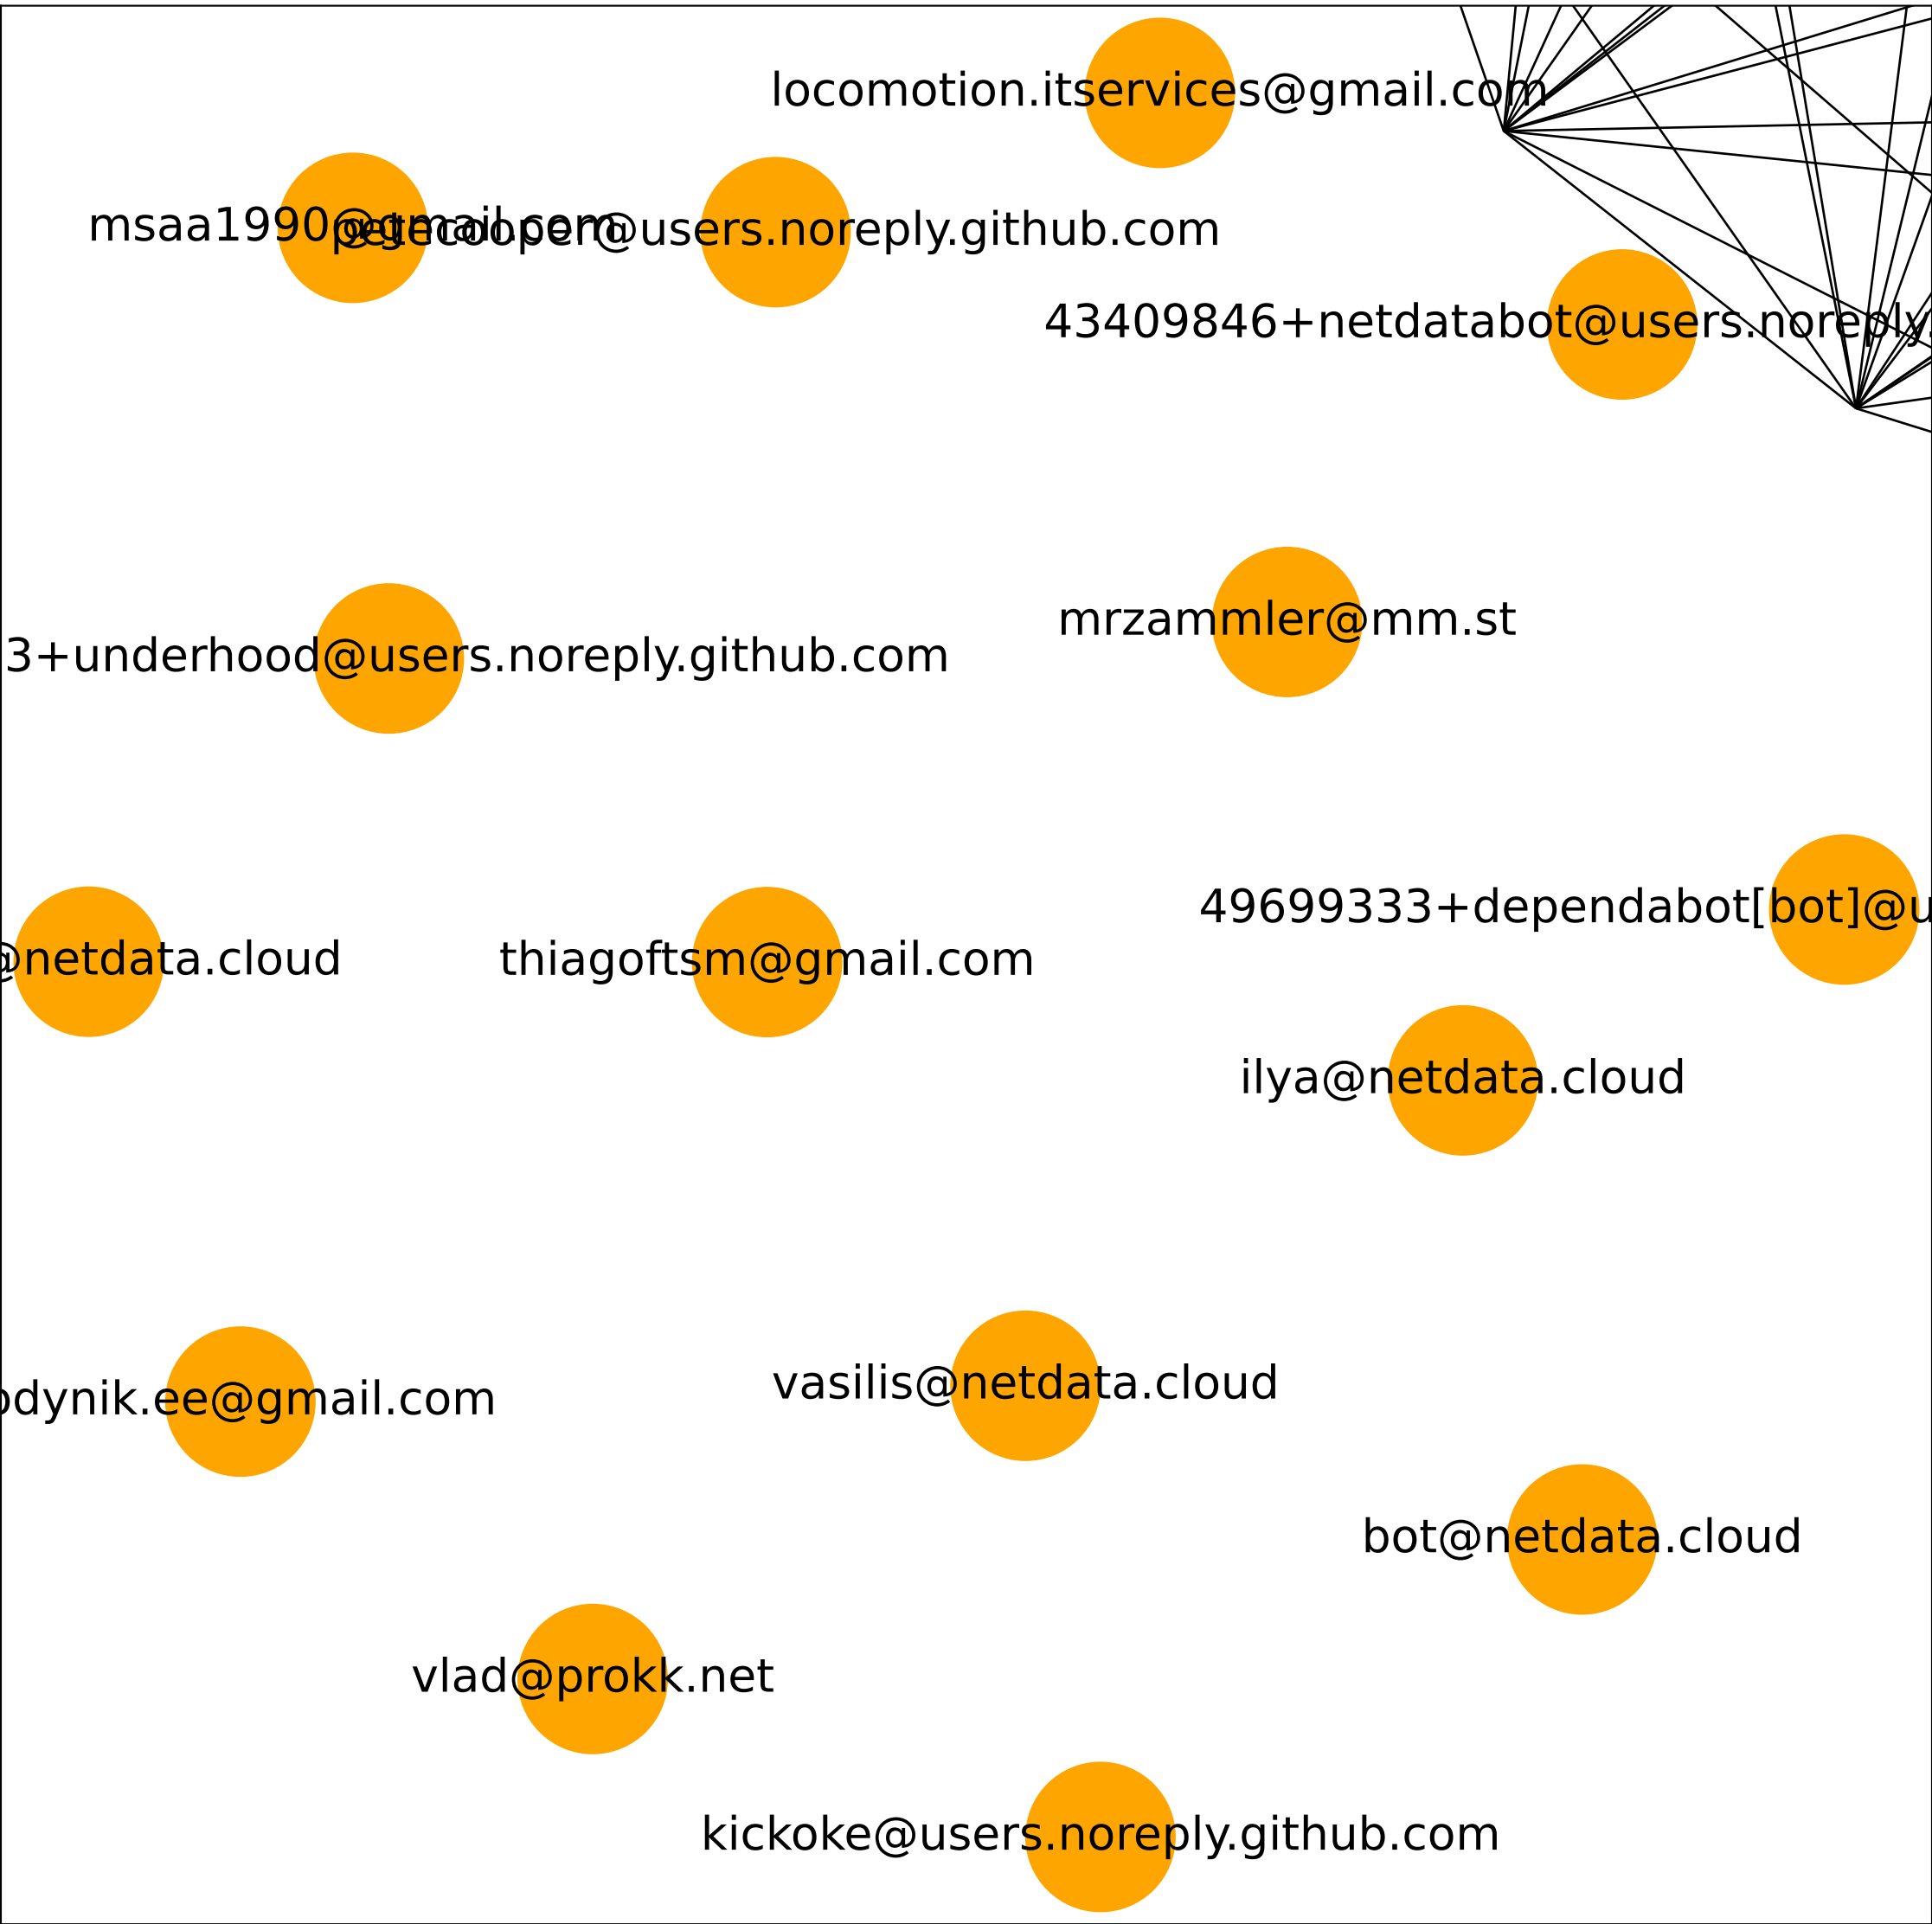 locomotion.itservices@gmail.com
msaa1990@gmail.com
petecooper@users.noreply.github.com
43409846+netdatabot@users.noreply.
mrzammler@mm.st
3+underhood@users.noreply.github.com
49699333+dependabot[bot]@u
@netdata.cloud
thiagoftsm@gmail.com
ilya@netdata.cloud
vasilis@netdata.cloud
odynik.ee@gmail.com
bot@netdata.cloud
vlad@prokk.net
kickoke@users.noreply.github.com